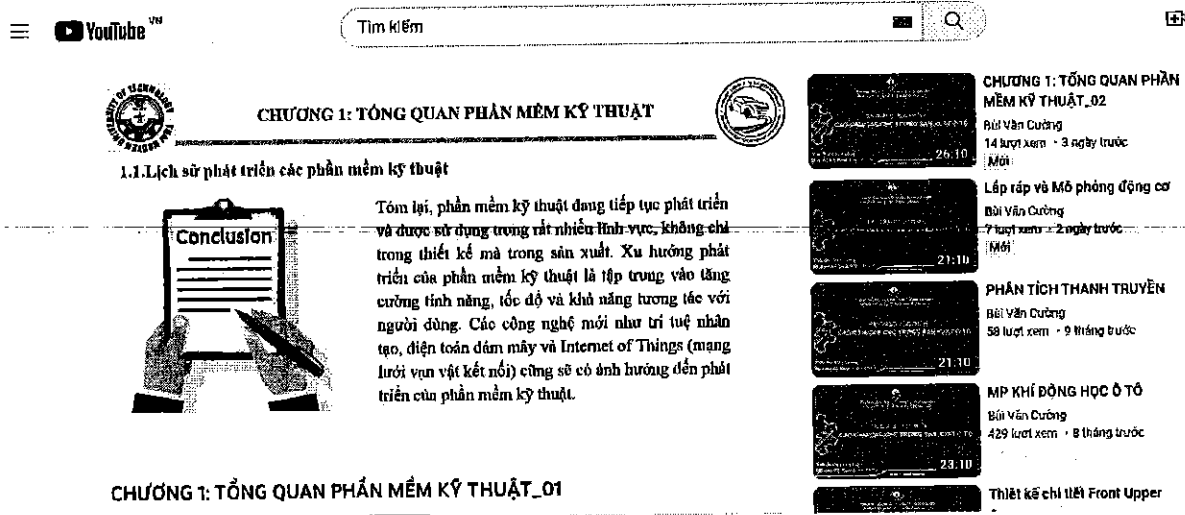 YouTube VN
Tìm kiếm
CHƯƠNG 1: TỔNG QUAN PHẦN MỀM KỸ THUẬT
1.1.Lịch sử phát triển các phần mềm kỹ thuật
Conclusion
Tóm lại, phần mềm kỹ thuật đang tiếp tục phát triển
và được sử dụng trong rất nhiều lĩnh vực, không chỉ
trong thiết kế mà trong sản xuất. Xu hướng phát
triển của phần mềm kỹ thuật là tập trung vào tăng
cường tính năng, tốc độ và khả năng tương tác với
người dùng. Các công nghệ mới như trí tuệ nhân
tạo, điện toán đám mây và Internet of Things (mạng
lưới vạn vật kết nối) cũng sẽ có ảnh hưởng đến phát
triển của phần mềm kỹ thuật.
CHƯƠNG 1: TỔNG QUAN PHẦN MỀM KỸ THUẬT_01
CHƯƠNG 1: TỔNG QUAN PHẦN
MỀM KỸ THUẬT_02
Bùi Văn Cường
14 lượt xem • 3 ngày trước
Mới
26:10
Lắp ráp và Mô phỏng động cơ
Bùi Văn Cường
7 lượt xem • 2 ngày trước
Mới
21:10
PHÂN TÍCH THANH TRUYỀN
Bùi Văn Cường
58 lượt xem • 9 tháng trước
21:10
MP KHÍ ĐỘNG HỌC Ô TÔ
Bùi Văn Cường
429 lượt xem • 8 tháng trước
23:10
Thiết kế chi tiết Front Upper